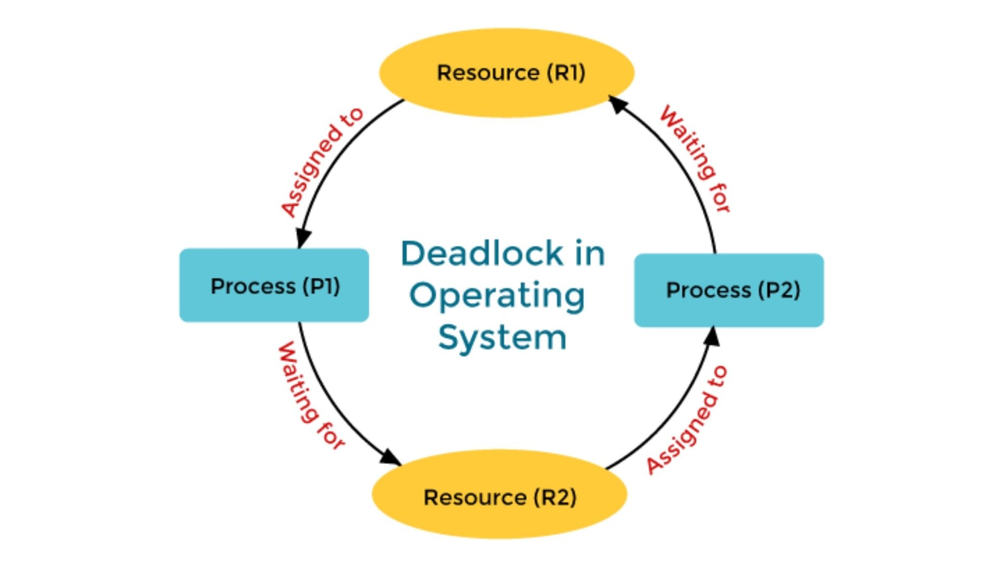 Resource (R1)
Assigned to
Waiting for
Process (P1)
Deadlock in
Operating
System
Process (P2)
Waiting for
Assigned to
Resource (R2)